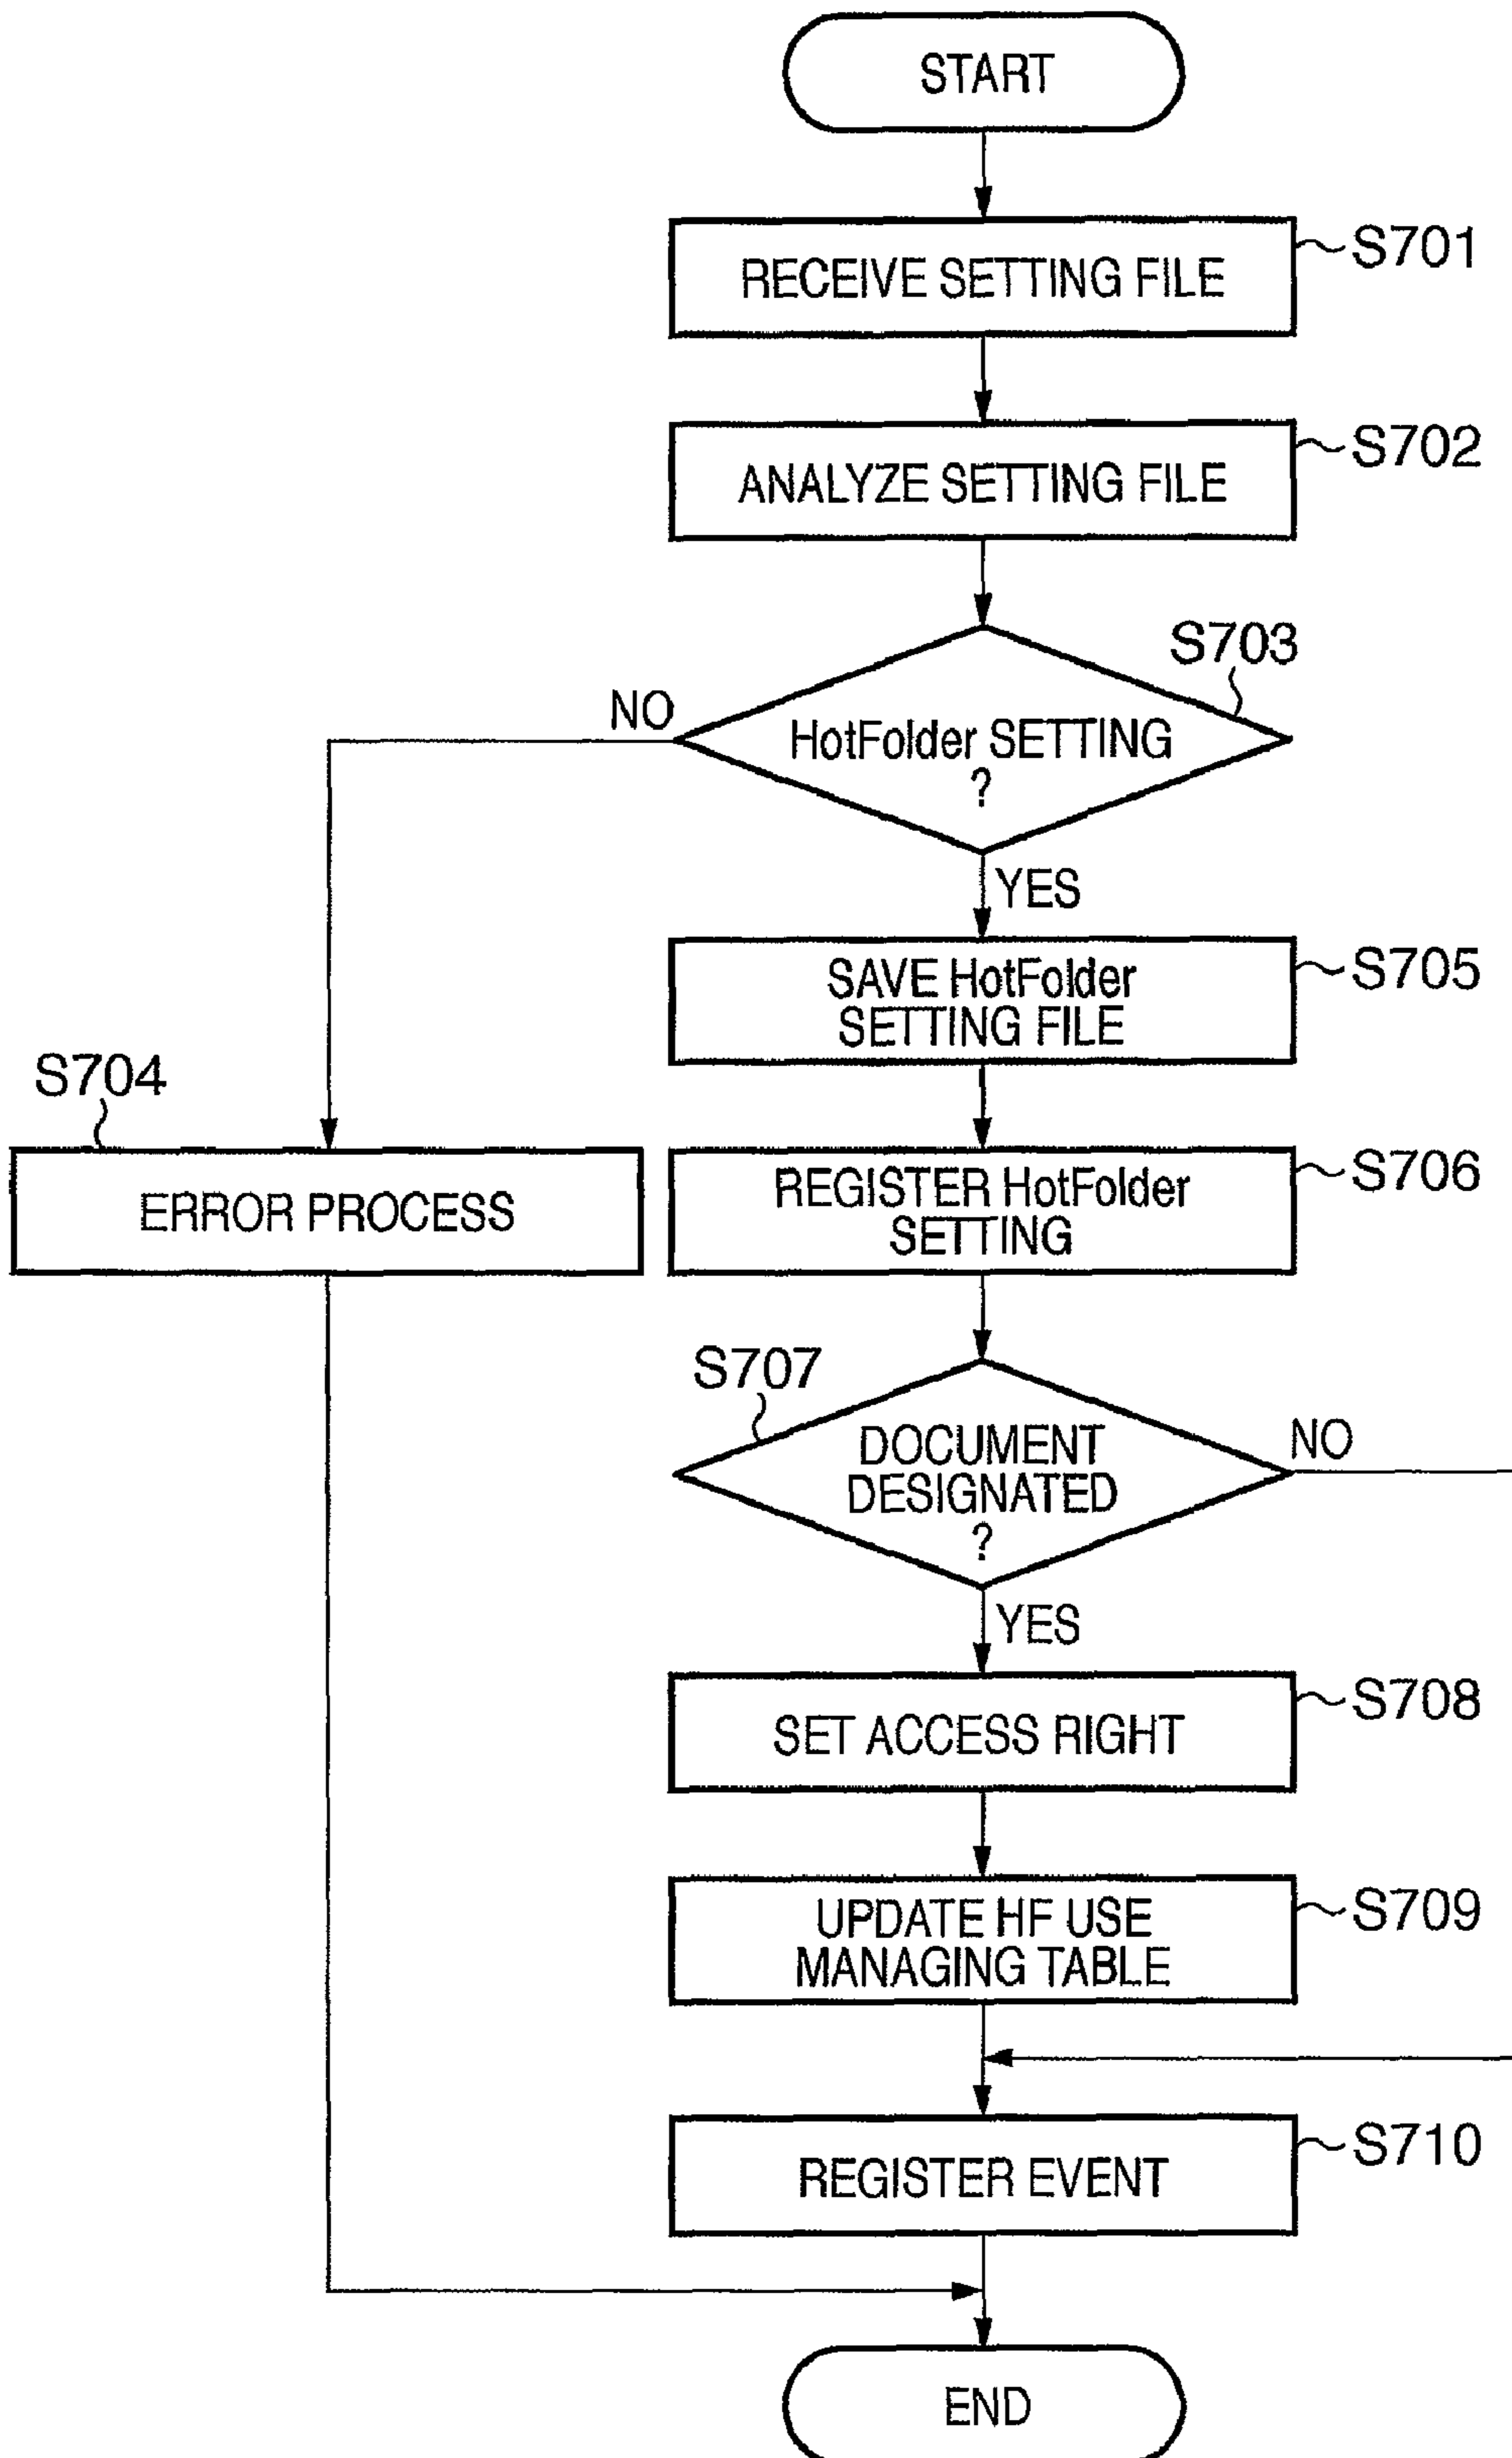 START
RECEIVE SETTING FILE
S701
ANALYZE SETTING FILE
S702
S703
NO
HotFolder SETTING
?
YES
SAVE HotFolder
SETTING FILE
S705
S704
ERROR PROCESS
REGISTER HotFolder
SETTING
S706
S707
DOCUMENT
DESIGNATED
?
NO
YES
SET ACCESS RIGHT
S708
UPDATE HF USE
MANAGING TABLE
S709
REGISTER EVENT
S710
END